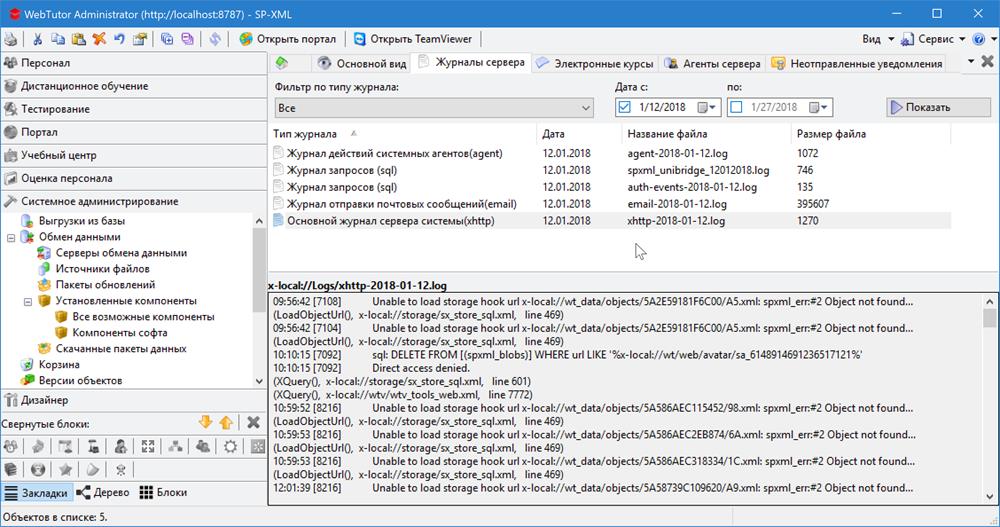 WebTutor Administrator (http://localhost:8787) - SP-XML
Открыть портал
Открыть TeamViewer
Вид
Сервис
Персонал
Дистанционное обучение
Тестирование
Портал
Учебный центр
Оценка персонала
Системное администрирование
Выгрузки из базы
Обмен данными
Серверы обмена данными
Источники файлов
Пакеты обновлений
Установленные компоненты
Все возможные компоненты
Компоненты софта
Скачанные пакеты данных
Корзина
Версии объектов
Дизайнер
Свернутые блоки:
Закладки Дерево Блоки
Объектов в списке: 5.
Основной вид Журналы сервера Электронные курсы Агенты сервера Неотправленные уведомления
Фильтр по типу журнала: Дата с: по:
Все 1/12/2018 1/27/2018 Показать
Тип журнала Дата Название файла Размер файла
Журнал действий системных агентов(agent) 12.01.2018 agent-2018-01-12.log 1072
Журнал запросов (sql) 12.01.2018 spxml_unibridge_12012018.log 746
Журнал запросов (sql) 12.01.2018 auth-events-2018-01-12.log 135
Журнал отправки почтовых сообщений(email) 12.01.2018 email-2018-01-12.log 395607
Основной журнал сервера системы(xhttp) 12.01.2018 xhttp-2018-01-12.log 1270
x-local://Logs/xhttp-2018-01-12.log
09:56:42 [7108] Unable to load storage hook url x-local://wt_data/objects/5A2E59181F6C00/A5.xml: spxml_err:#2 Object not found...
(LoadObjectUrl(), x-local://storage/sx_store_sql.xml, line 469)
09:56:42 [7104] Unable to load storage hook url x-local://wt_data/objects/5A2E59181F6C00/A5.xml: spxml_err:#2 Object not found...
(LoadObjectUrl(), x-local://storage/sx_store_sql.xml, line 469)
10:10:15 [7092] sql: DELETE FROM [(spxml_blobs)] WHERE url LIKE '%x-local://wt/web/avatar/sa_6148914691236517121%'
10:10:15 [7092] Direct access denied.
(XQuery(), x-local://storage/sx_store_sql.xml, line 601)
(XQuery(), x-local://wtv/wtv_tools_web.xml, line 7772)
10:59:52 [8216] Unable to load storage hook url x-local://wt_data/objects/5A586AEC115452/98.xml: spxml_err:#2 Object not found...
(LoadObjectUrl(), x-local://storage/sx_store_sql.xml, line 469)
10:59:53 [8216] Unable to load storage hook url x-local://wt_data/objects/5A586AEC2EB874/6A.xml: spxml_err:#2 Object not found...
(LoadObjectUrl(), x-local://storage/sx_store_sql.xml, line 469)
10:59:53 [8216] Unable to load storage hook url x-local://wt_data/objects/5A586AEC318334/1C.xml: spxml_err:#2 Object not found...
(LoadObjectUrl(), x-local://storage/sx_store_sql.xml, line 469)
12:01:39 [8216] Unable to load storage hook url x-local://wt_data/objects/5A58739C109620/A9.xml: spxml_err:#2 Object not found...